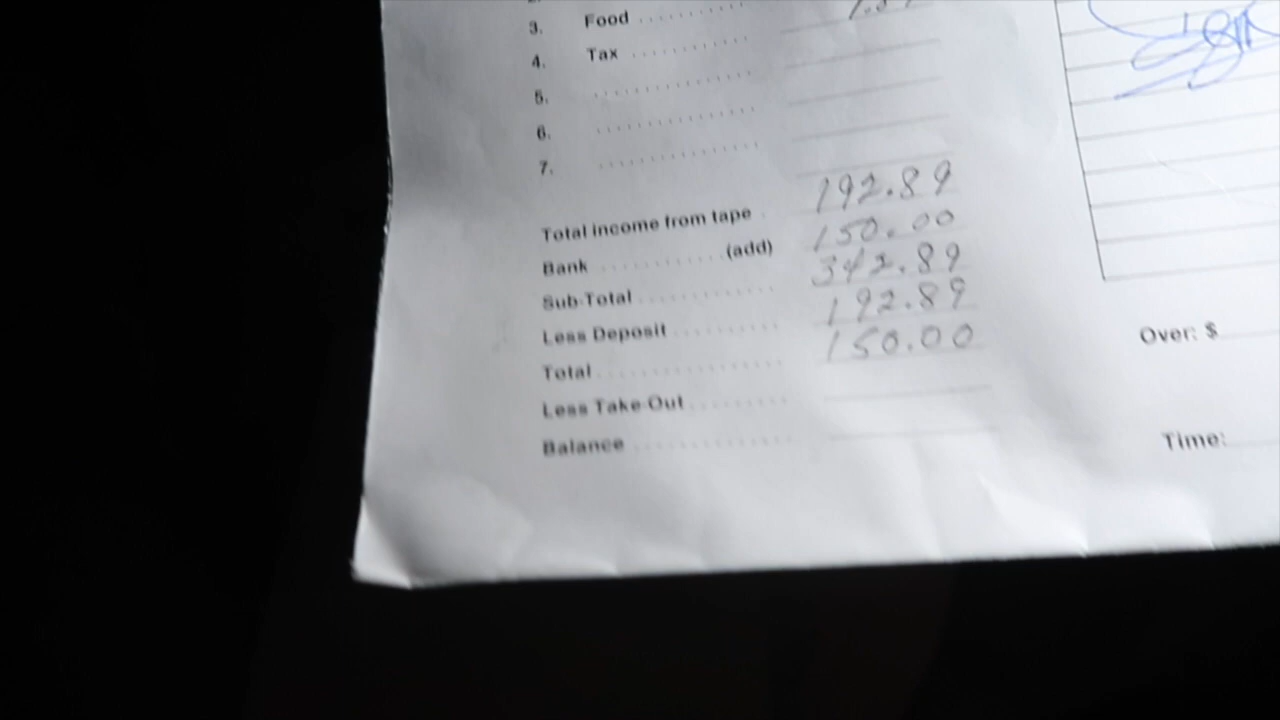 3. Food ..............
4. Tax ..............
5. ..................
6. ..................
7. ..................
Total income from tape . 192.89
Bank ............. (add) 150.00
Sub-Total ............... 342.89
Less Deposit ............ 192.89
Total ................... 150.00
Less Take-Out ..........
Balance .................
Over: $
Time: